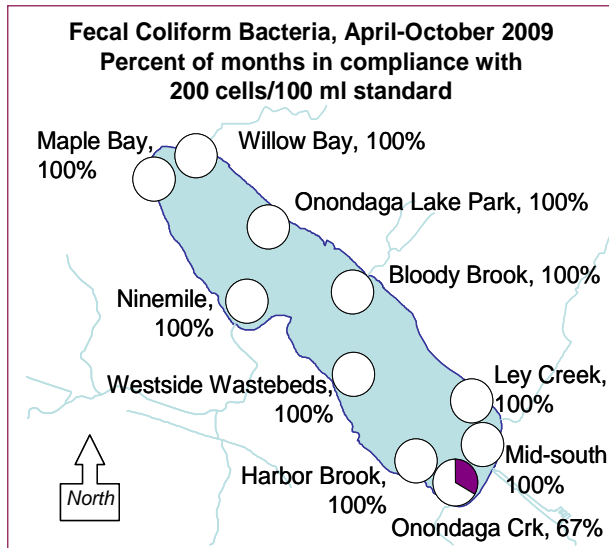 Fecal Coliform Bacteria, April-October 2009
Percent of months in compliance with
200 cells/100 ml standard
Maple Bay,
100%
Willow Bay, 100%
Onondaga Lake Park, 100%
Bloody Brook, 100%
Ninemile,
100%
Westside Wastebeds,
100%
Ley Creek,
100%
Mid-south
100%
Harbor Brook,
100%
Onondaga Crk, 67%
North